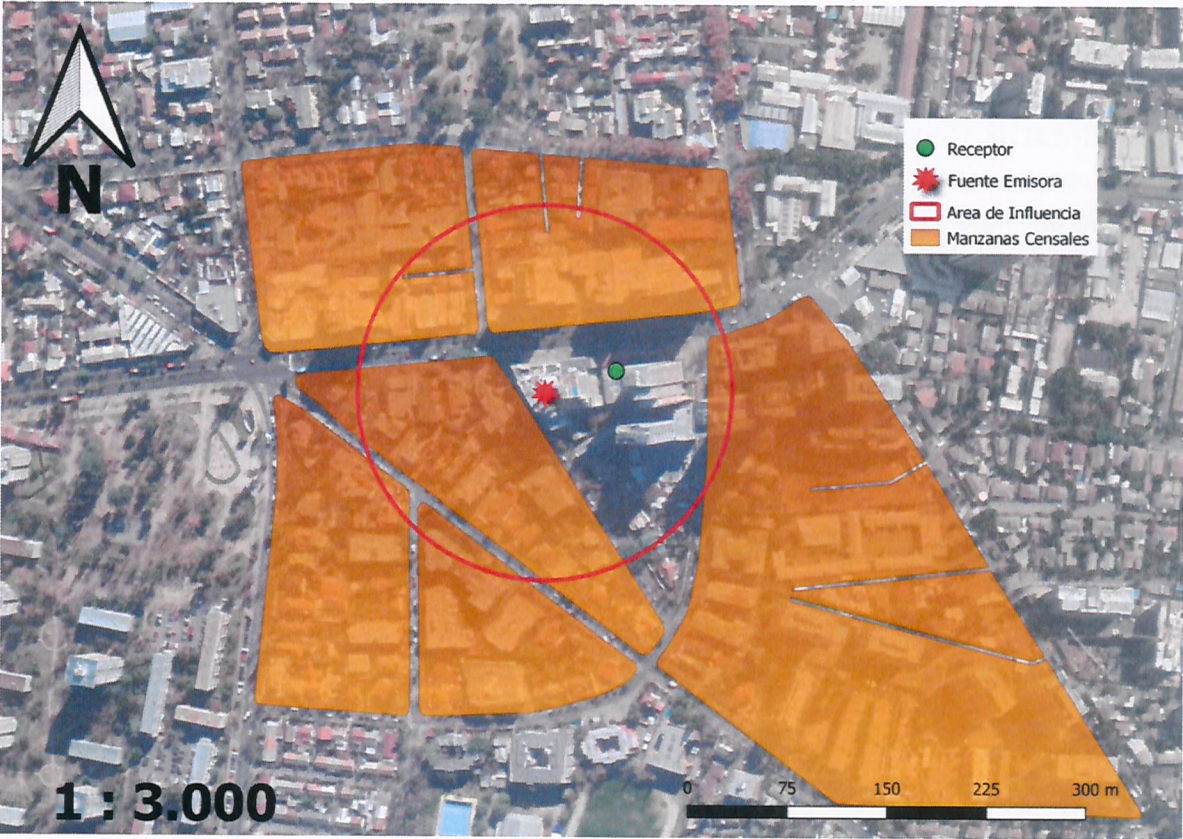 N
Receptor
Fuente Emisora
Area de Influencia
Manzanas Censales
1 : 3.000
0 75 150 225 300 m